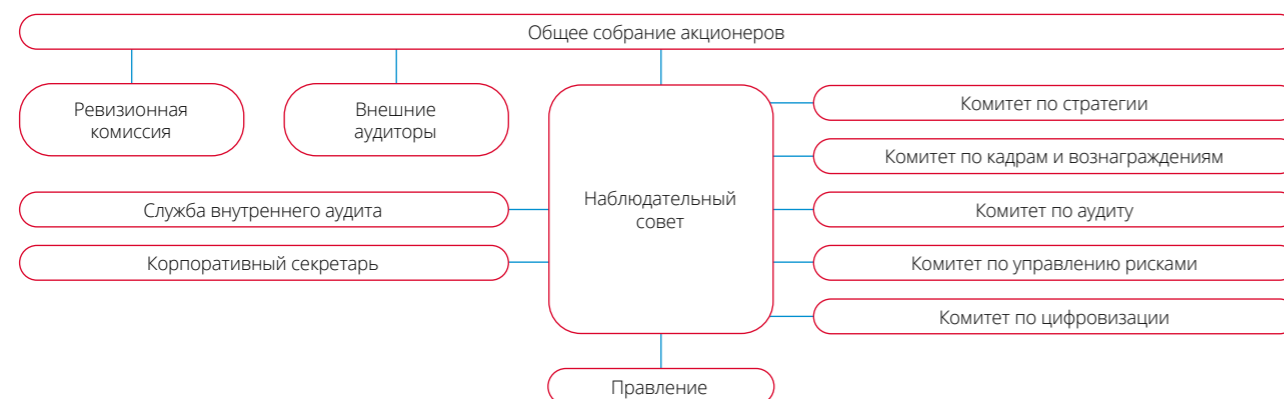 Общее собрание акционеров
Ревизионная
комиссия
Внешние
аудиторы
Наблюдательный
совет
Комитет по стратегии
Комитет по кадрам и вознаграждениям
Служба внутреннего аудита
Комитет по аудиту
Корпоративный секретарь
Комитет по управлению рисками
Комитет по цифровизации
Правление